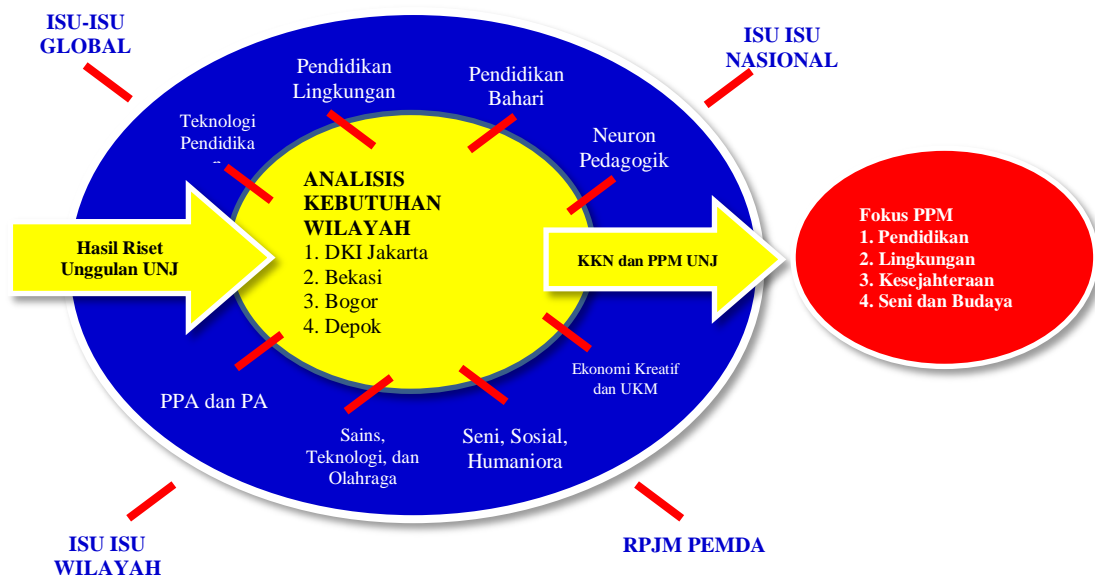 ISU-ISU
GLOBAL
ISU ISU
NASIONAL
Pendidikan
Lingkungan
Pendidikan
Bahari
Teknologi
Pendidika
Neuron
Pedagogik
ANALISIS
KEBUTUHAN
WILAYAH
1. DKI Jakarta
2. Bekasi
3. Bogor
4. Depok
Hasil Riset
Unggulan UNJ
KKN dan PPM UNJ
Fokus PPM
1. Pendidikan
2. Lingkungan
3. Kesejahteraan
4. Seni dan Budaya
Ekonomi Kreatif
dan UKM
PPA dan PA
Sains,
Teknologi, dan
Olahraga
Seni, Sosial,
Humaniora
ISU ISU
WILAYAH
RPJM PEMDA